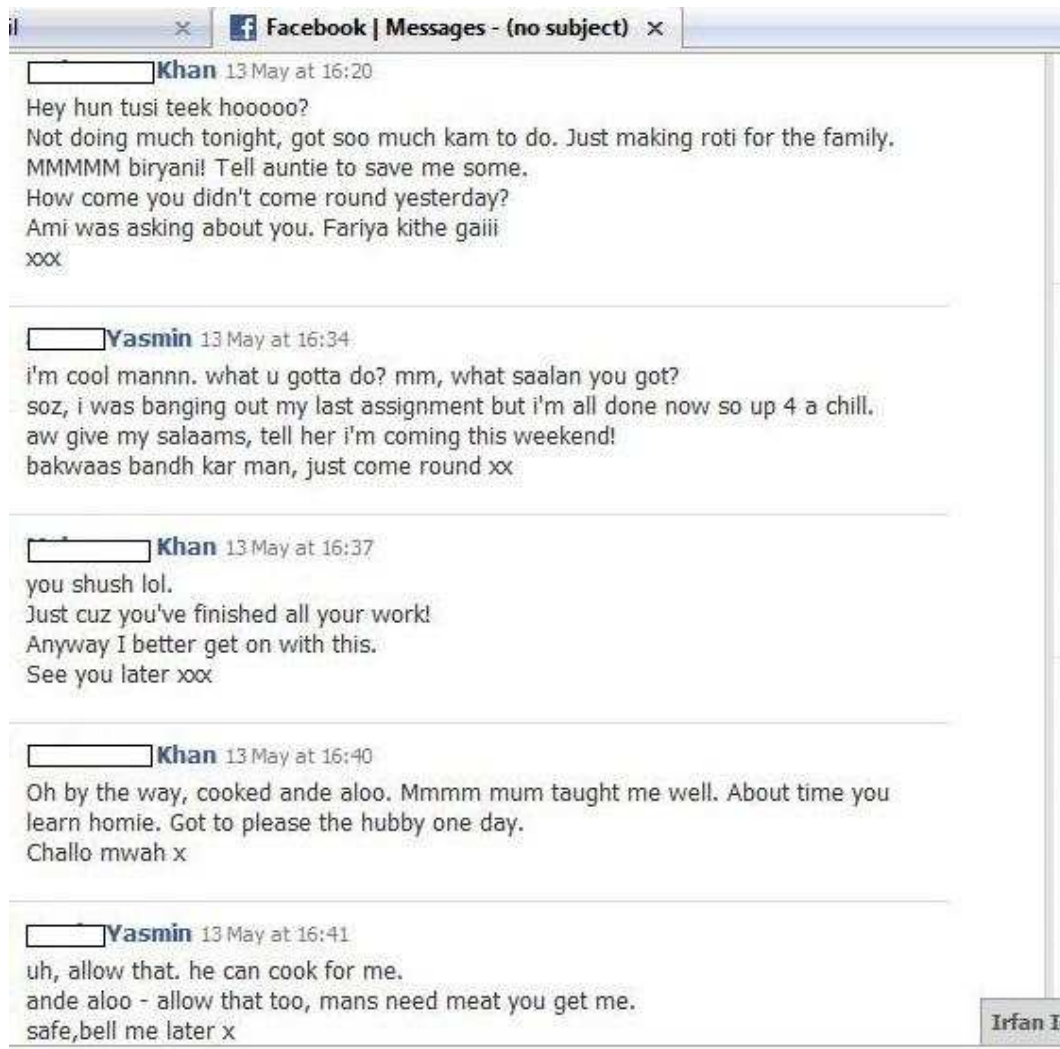 Facebook | Messages - (no subject)
Khan 13 May at 16:20
Hey hun tusi teek hooooo?
Not doing much tonight, got soo much kam to do. Just making roti for the family.
MMMMM biryani! Tell auntie to save me some.
How come you didn't come round yesterday?
Ami was asking about you. Fariya kithe gaiii
xxx
Yasmin 13 May at 16:34
i'm cool mannn. what u gotta do? mm, what saalan you got?
soz, i was banging out my last assignment but i'm all done now so up 4 a chill.
aw give my salaams, tell her i'm coming this weekend!
bakwaas bandh kar man, just come round xx
Khan 13 May at 16:37
you shush lol.
Just cuz you've finished all your work!
Anyway I better get on with this.
See you later xxx
Khan 13 May at 16:40
Oh by the way, cooked ande aloo. Mmmm mum taught me well. About time you
learn homie. Got to please the hubby one day.
Challo mwah x
Yasmin 13 May at 16:41
uh, allow that. he can cook for me.
ande aloo - allow that too, mans need meat you get me.
safe,bell me later x
Irfan I